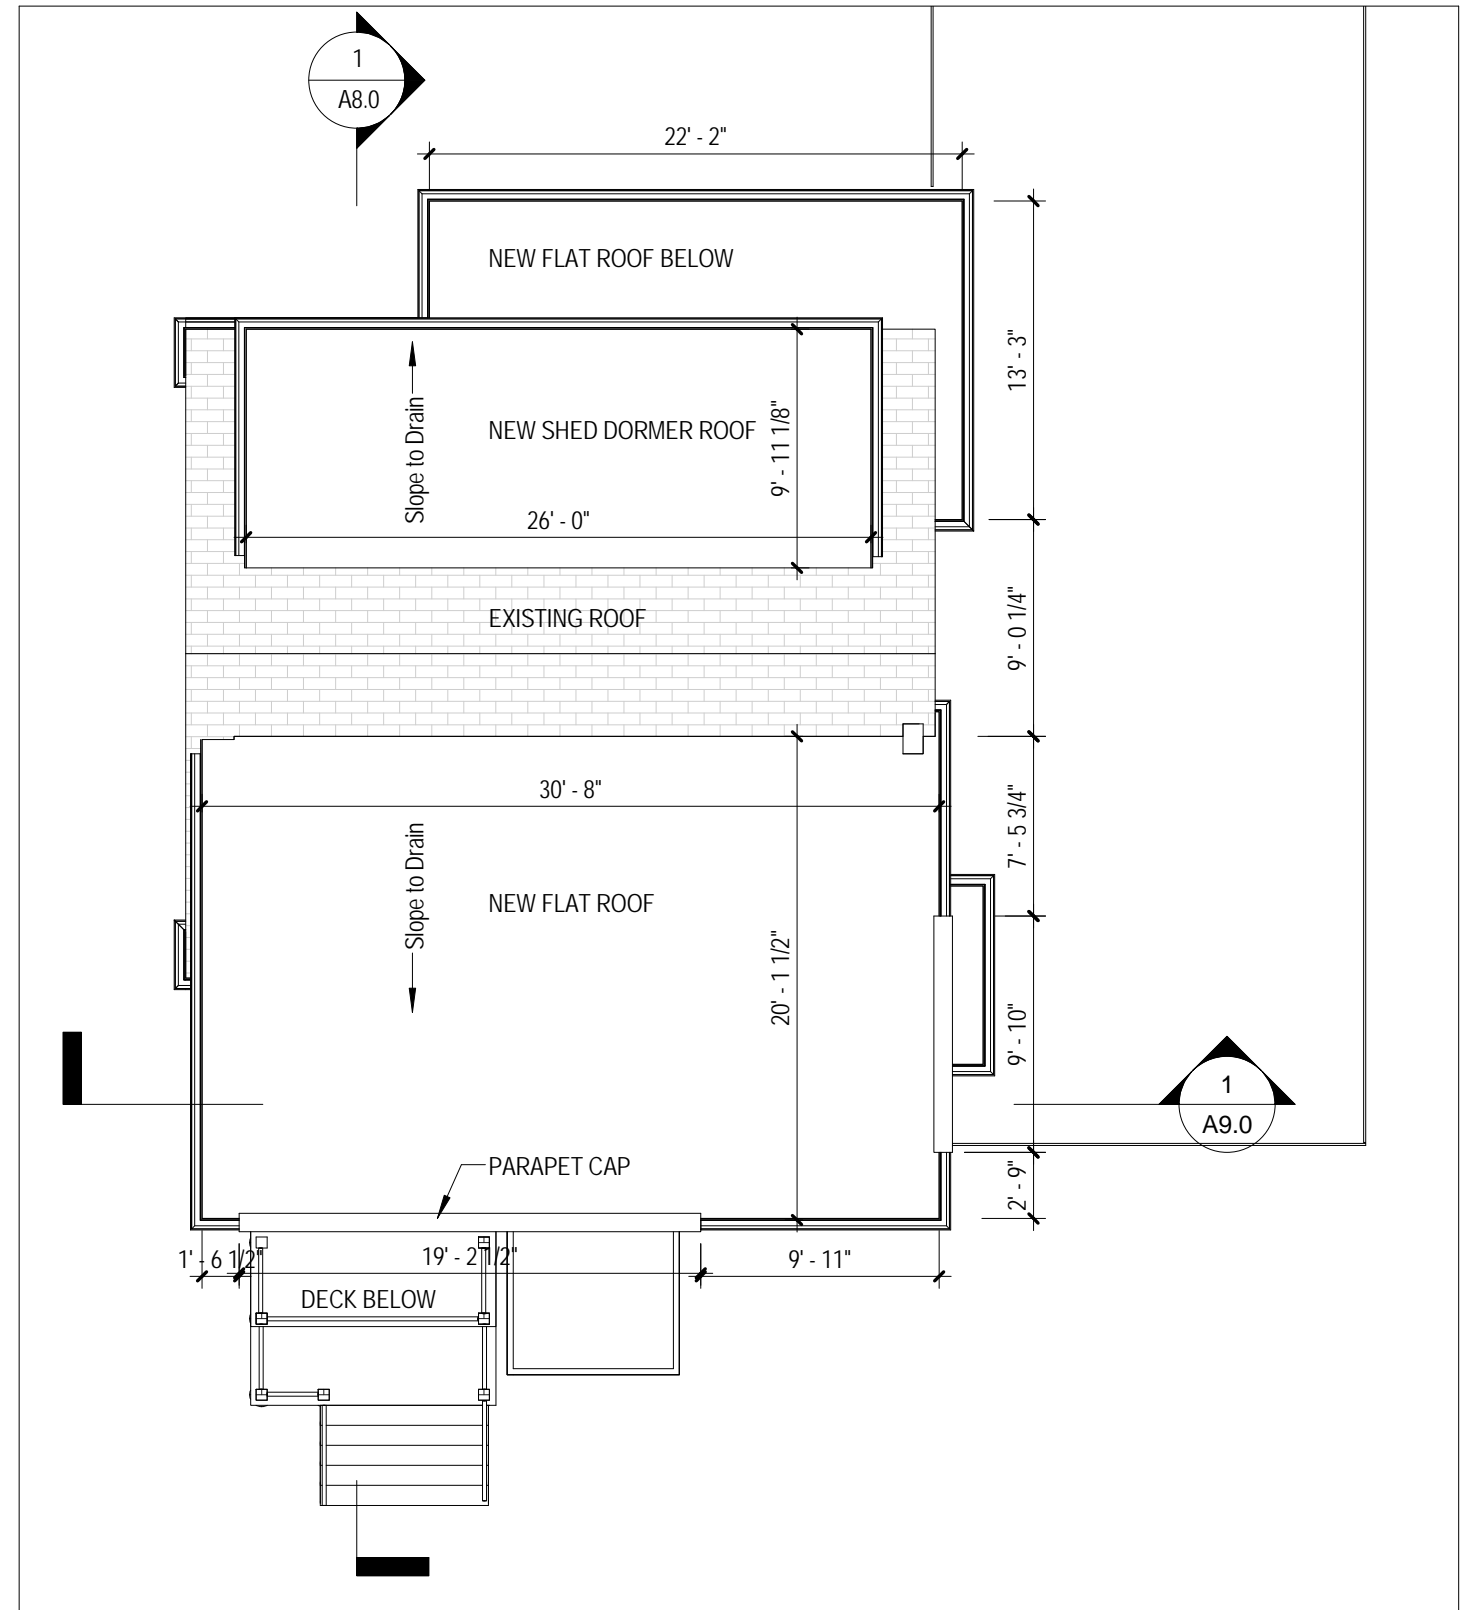 1
A8.0
22' - 2"
NEW FLAT ROOF BELOW
13' - 3"
Slope to Drain
NEW SHED DORMER ROOF
9' - 11 1/8"
26' - 0"
EXISTING ROOF
9' - 0 1/4"
30' - 8"
7' - 5 3/4"
Slope to Drain
NEW FLAT ROOF
20' - 1 1/2"
9' - 10"
1
A9.0
PARAPET CAP
2' - 9"
1' - 6 1/2"
19' - 2 1/2"
9' - 11"
DECK BELOW